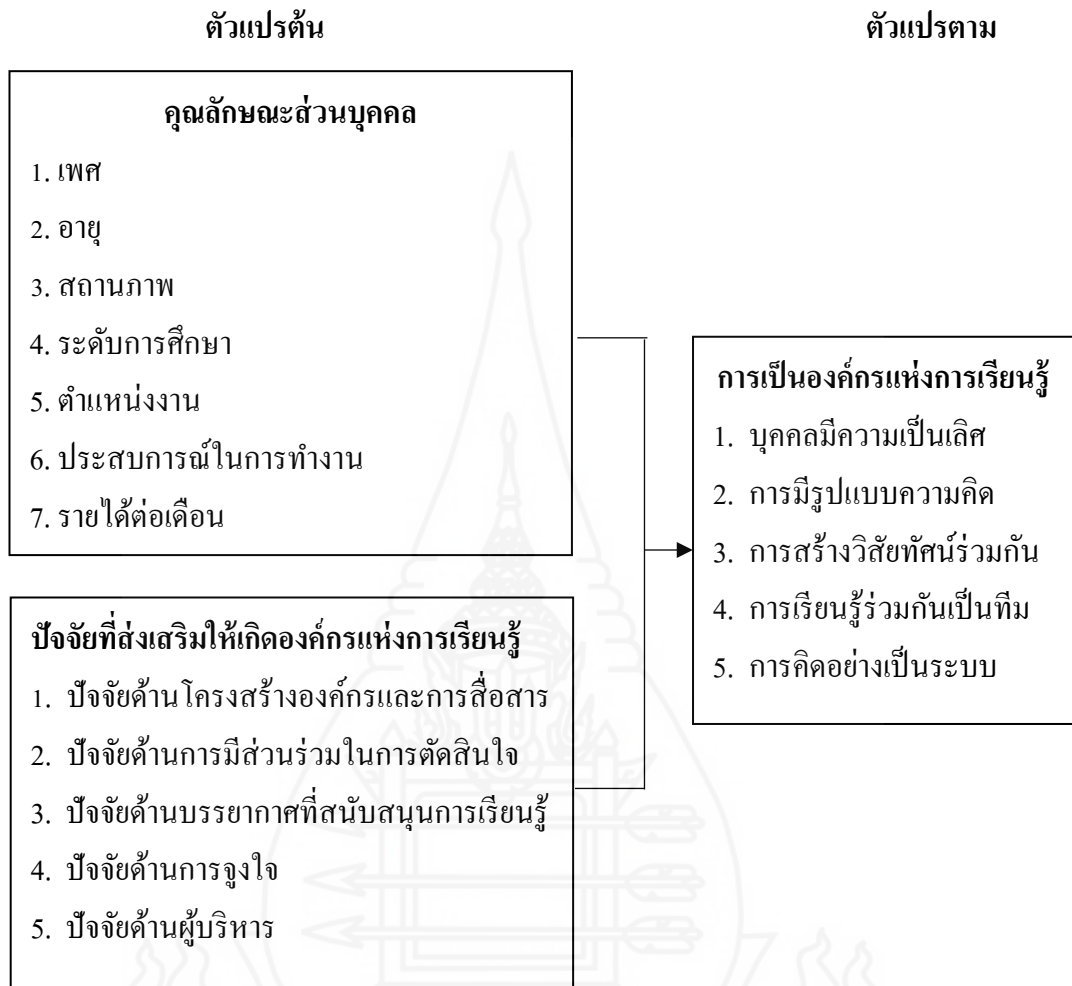 ตัวแปรต้น
ตัวแปรตาม
คุณลักษณะส่วนบุคคล
1. เพศ
2. อายุ
3. สถานภาพ
4. ระดับการศึกษา
5. ตำแหน่งงาน
6. ประสบการณ์ในการทำงาน
7. รายได้ต่อเดือน
ปัจจัยที่ส่งเสริมให้เกิดองค์กรแห่งการเรียนรู้
1. ปัจจัยด้านโครงสร้างองค์กรและการสื่อสาร
2. ปัจจัยด้านการมีส่วนร่วมในการตัดสินใจ
3. ปัจจัยด้านบรรยากาศที่สนับสนุนการเรียนรู้
4. ปัจจัยด้านการจูงใจ
5. ปัจจัยด้านผู้บริหาร
การเป็นองค์กรแห่งการเรียนรู้
1. บุคคลมีความเป็นเลิศ
2. การมีรูปแบบความคิด
3. การสร้างวิสัยทัศน์ร่วมกัน
4. การเรียนรู้ร่วมกันเป็นทีม
5. การคิดอย่างเป็นระบบ